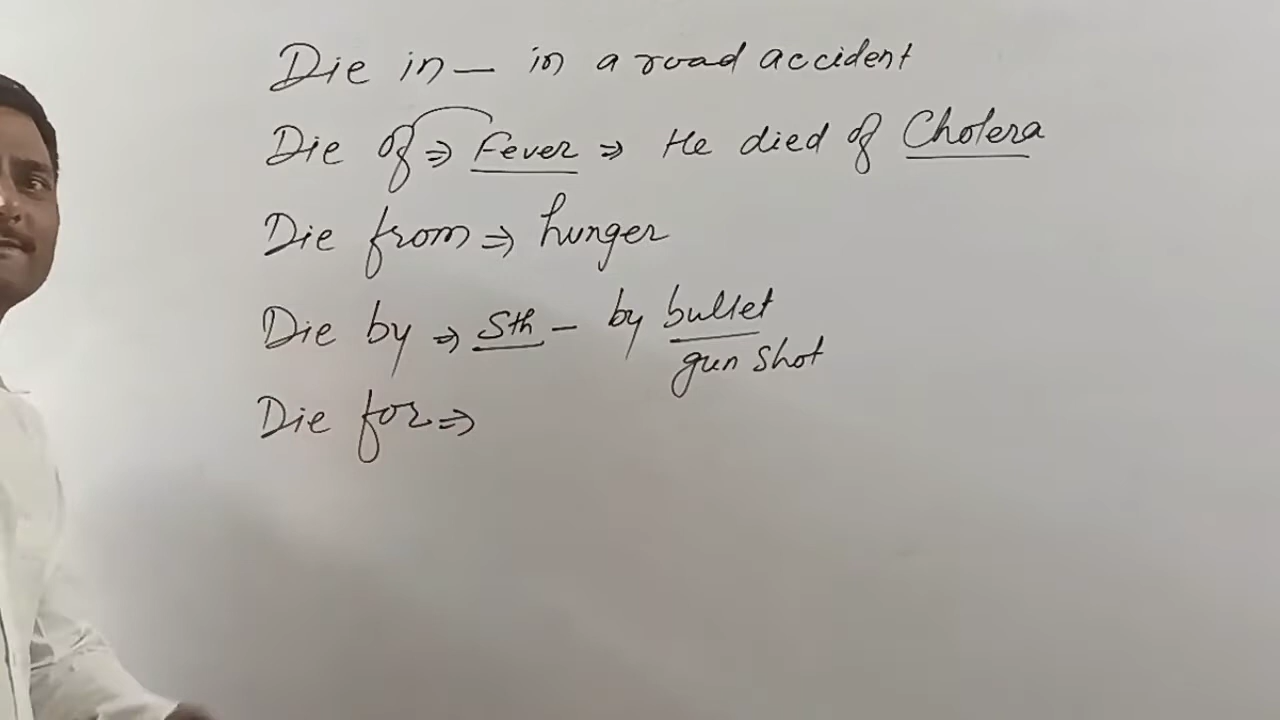 Die in — in a road accident
Die of ⇒ Fever ⇒ He died of Cholera
Die from ⇒ hunger
Die by ⇒ Sth — by bullet
gun shot
Die for ⇒